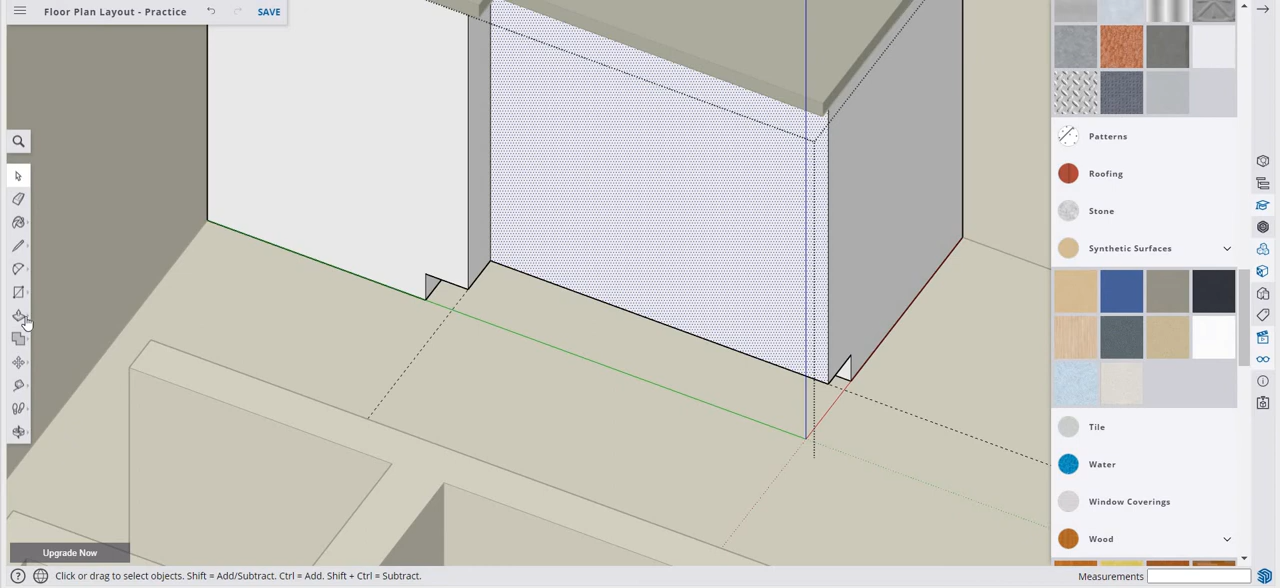 Floor Plan Layout - Practice
SAVE
Patterns
Roofing
Stone
Synthetic Surfaces
Tile
Water
Window Coverings
Wood
Upgrade Now
Click or drag to select objects. Shift = Add/Subtract. Ctrl = Add. Shift + Ctrl = Subtract.
Measurements